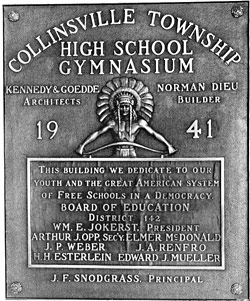 COLLINSVILLE TOWNSHIP
HIGH SCHOOL
GYMNASIUM
KENNEDY & GOEDDE
ARCHITECTS
NORMAN DIEU
BUILDER
19 41
THIS BUILDING WE DEDICATE TO OUR
YOUTH AND THE GREAT AMERICAN SYSTEM
OF FREE SCHOOLS IN A DEMOCRACY
BOARD OF EDUCATION
DISTRICT 142
WM. E. JOKERST, PRESIDENT
ARTHUR J. OPP, SEC'Y. ELMER MCDONALD
J. P. WEBER J. A. RENFRO
H. H. ESTERLEIN EDWARD J. MUELLER
J. F. SNODGRASS, PRINCIPAL